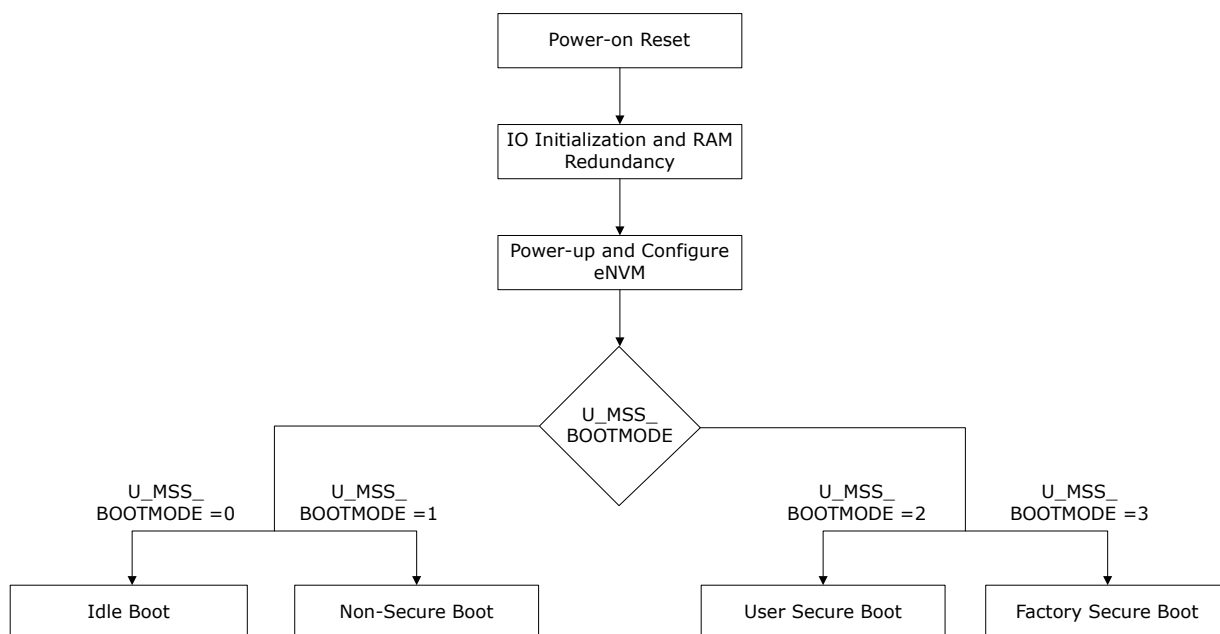 Power-on Reset
IO Initialization and RAM
Redundancy
Power-up and Configure
eNVM
U_MSS_
BOOTMODE
U_MSS_
BOOTMODE =0
U_MSS_
BOOTMODE =1
U_MSS_
BOOTMODE =2
U_MSS_
BOOTMODE =3
Idle Boot
Non-Secure Boot
User Secure Boot
Factory Secure Boot